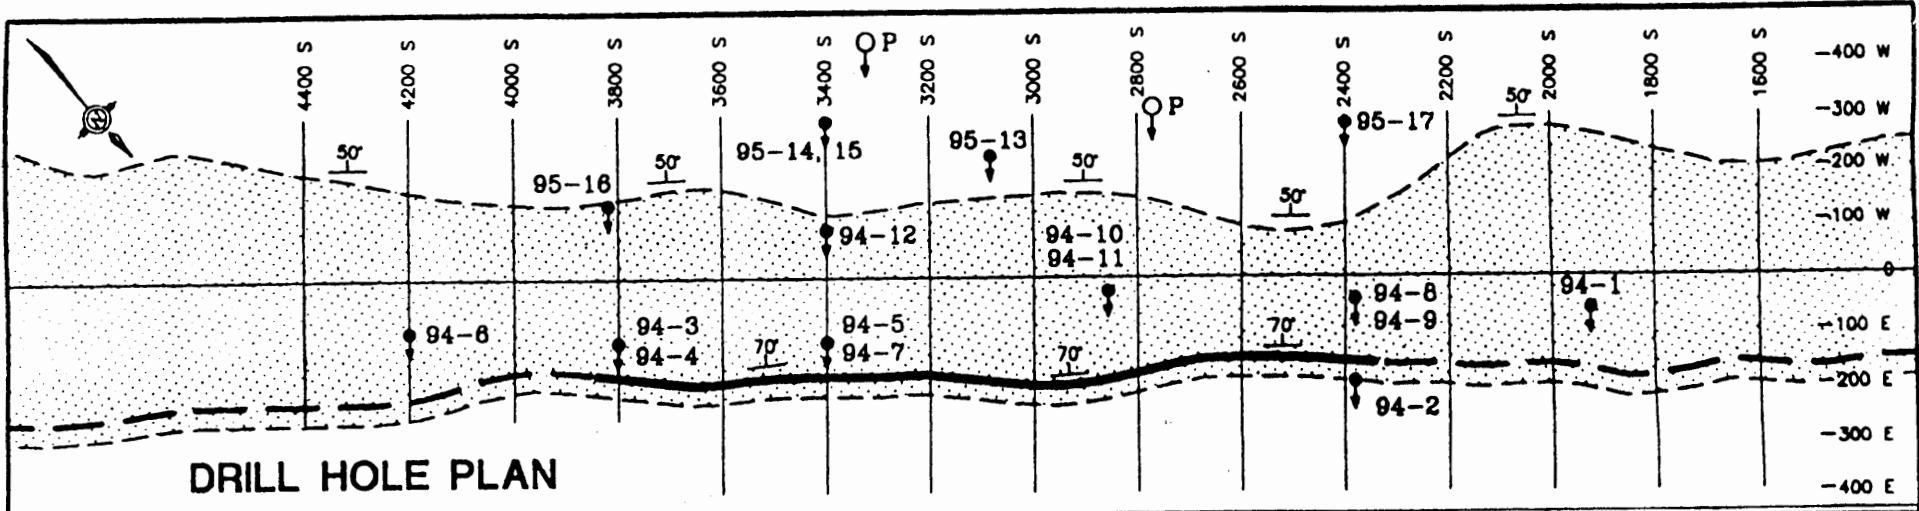 4400 S
4200 S
4000 S
3800 S
3600 S
3400 S
3200 S
3000 S
2800 S
2600 S
2400 S
2200 S
2000 S
1800 S
1600 S
P
P
-400 W
-300 W
-200 W
-100 W
0
-100 E
-200 E
-300 E
-400 E
N
50°
50°
50°
50°
50°
95-16
95-14, 15
95-13
95-17
94-12
94-10
94-11
94-6
94-3
94-4
94-5
94-7
94-8
94-9
94-1
94-2
70°
70°
70°
DRILL HOLE PLAN